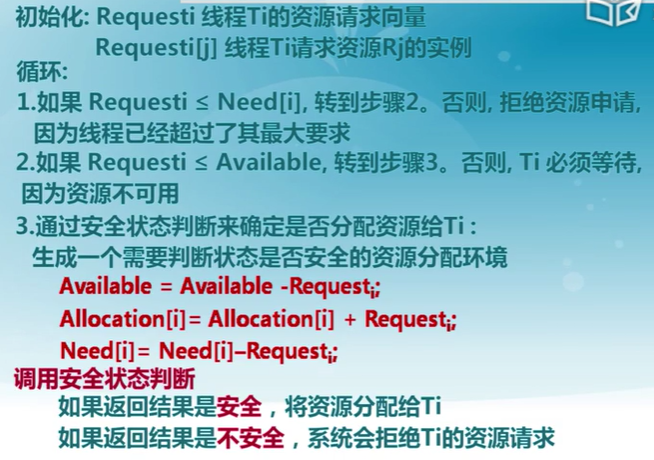 初始化: Requesti 线程Ti的资源请求向量
Requesti[j] 线程Ti请求资源Rj的实例
循环:
1.如果 Requesti ≤ Need[i], 转到步骤2。否则, 拒绝资源申请,
因为线程已经超过了其最大要求
2.如果 Requesti ≤ Available, 转到步骤3。否则, Ti 必须等待,
因为资源不可用
3.通过安全状态判断来确定是否分配资源给Ti :
生成一个需要判断状态是否安全的资源分配环境
Available = Available -Requestᵢ;
Allocation[i]= Allocation[i] + Requestᵢ;
Need[i]= Need[i]–Requestᵢ;
调用安全状态判断
如果返回结果是安全，将资源分配给Ti
如果返回结果是不安全，系统会拒绝Ti的资源请求